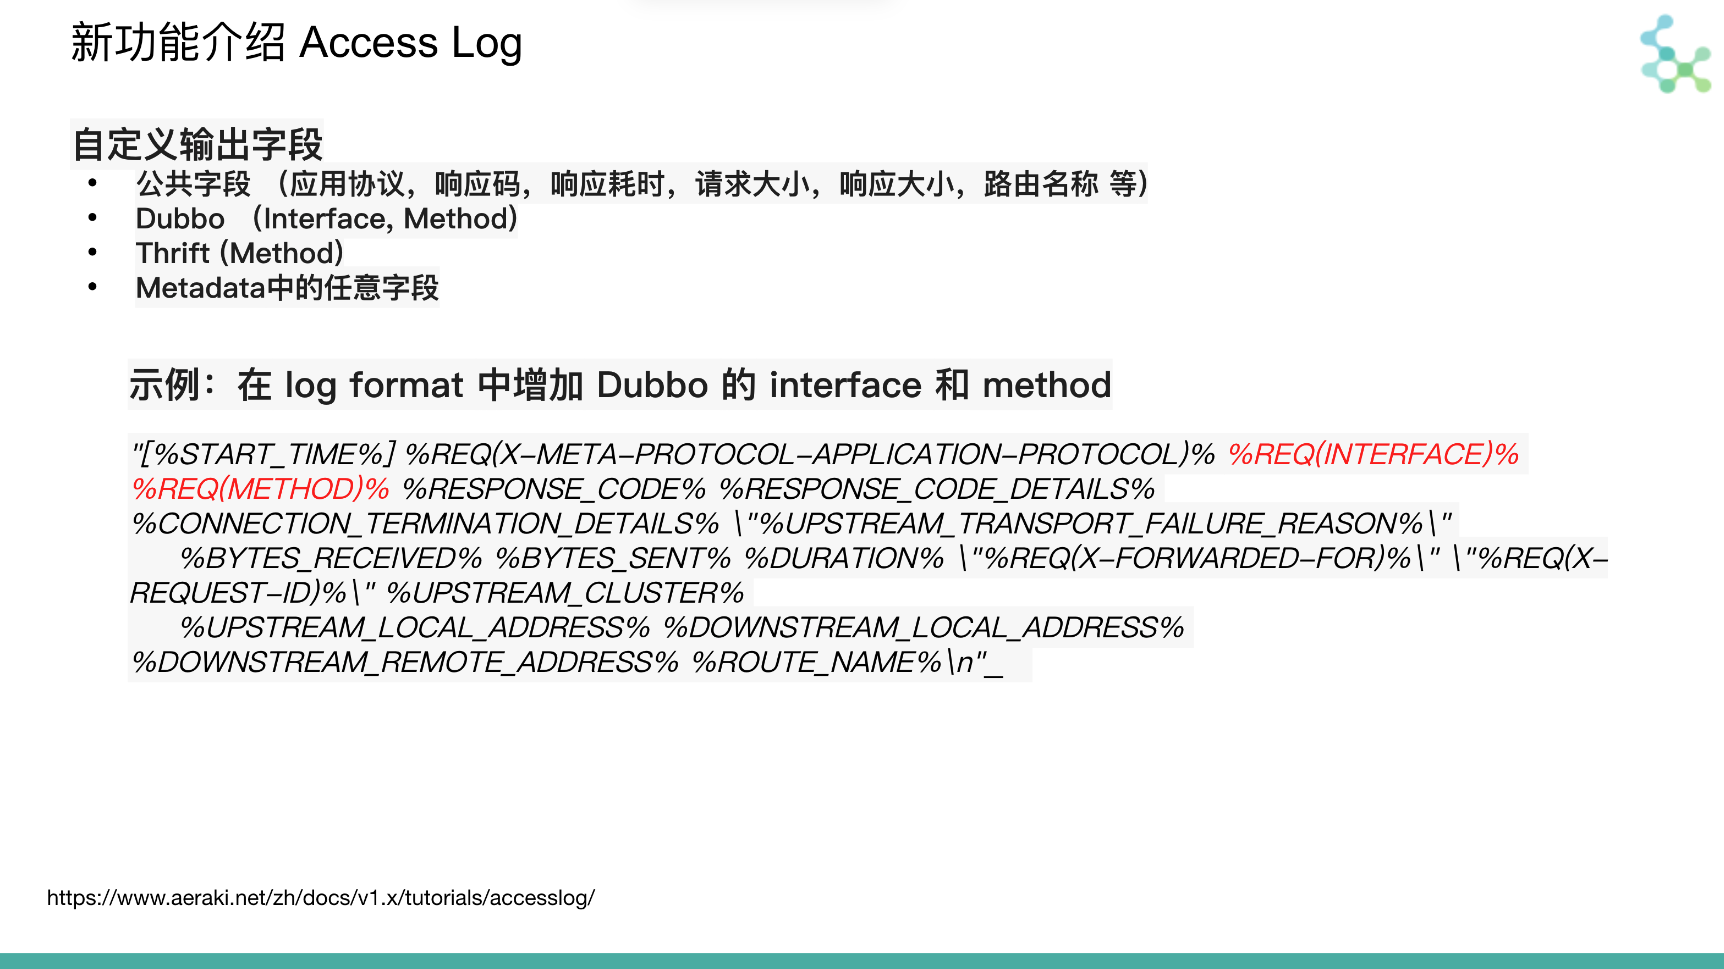 新功能介绍 Access Log
自定义输出字段
• 公共字段 （应用协议，响应码，响应耗时，请求大小，响应大小，路由名称 等）
• Dubbo （Interface, Method）
• Thrift (Method)
• Metadata中的任意字段
示例：在 log format 中增加 Dubbo 的 interface 和 method
"[%START_TIME%] %REQ(X-META-PROTOCOL-APPLICATION-PROTOCOL)% %REQ(INTERFACE)%
%REQ(METHOD)% %RESPONSE_CODE% %RESPONSE_CODE_DETAILS%
%CONNECTION_TERMINATION_DETAILS% \"%UPSTREAM_TRANSPORT_FAILURE_REASON%\"
%BYTES_RECEIVED% %BYTES_SENT% %DURATION% \"%REQ(X-FORWARDED-FOR)%\" \"%REQ(X-
REQUEST-ID)%\" %UPSTREAM_CLUSTER%
%UPSTREAM_LOCAL_ADDRESS% %DOWNSTREAM_LOCAL_ADDRESS%
%DOWNSTREAM_REMOTE_ADDRESS% %ROUTE_NAME%\n"_
https://www.aeraki.net/zh/docs/v1.x/tutorials/accesslog/